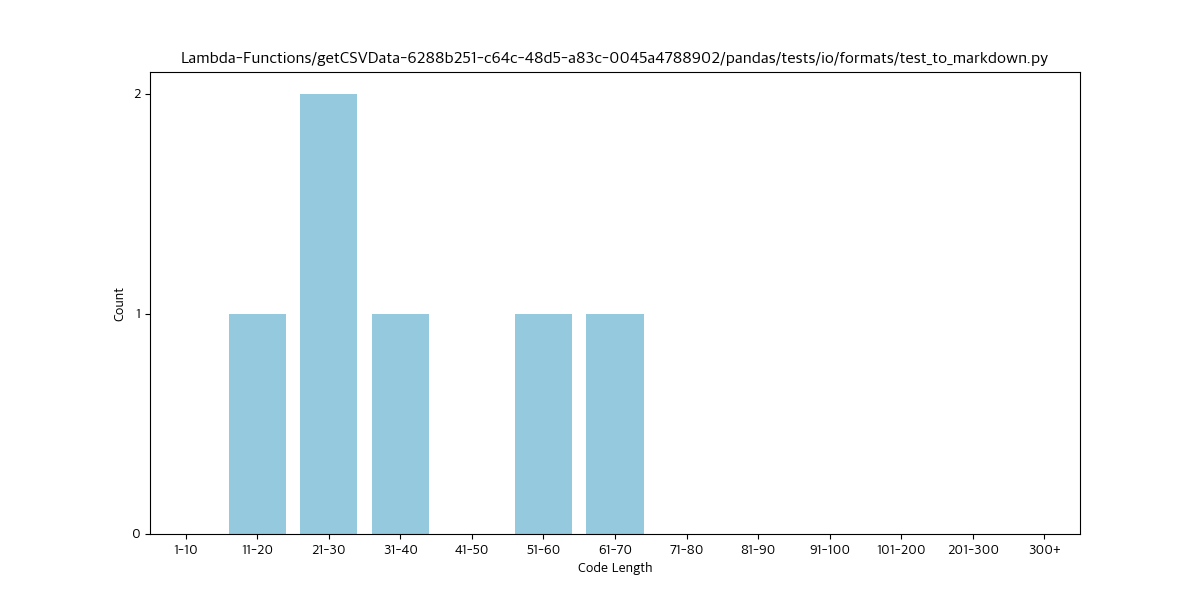 Lambda-Functions/getCSVData-6288b251-c64c-48d5-a83c-0045a4788902/pandas/tests/io/formats/test_to_markdown.py
2
1
0
Count
1-10 11-20 21-30 31-40 41-50 51-60 61-70 71-80 81-90 91-100 101-200 201-300 300+
Code Length